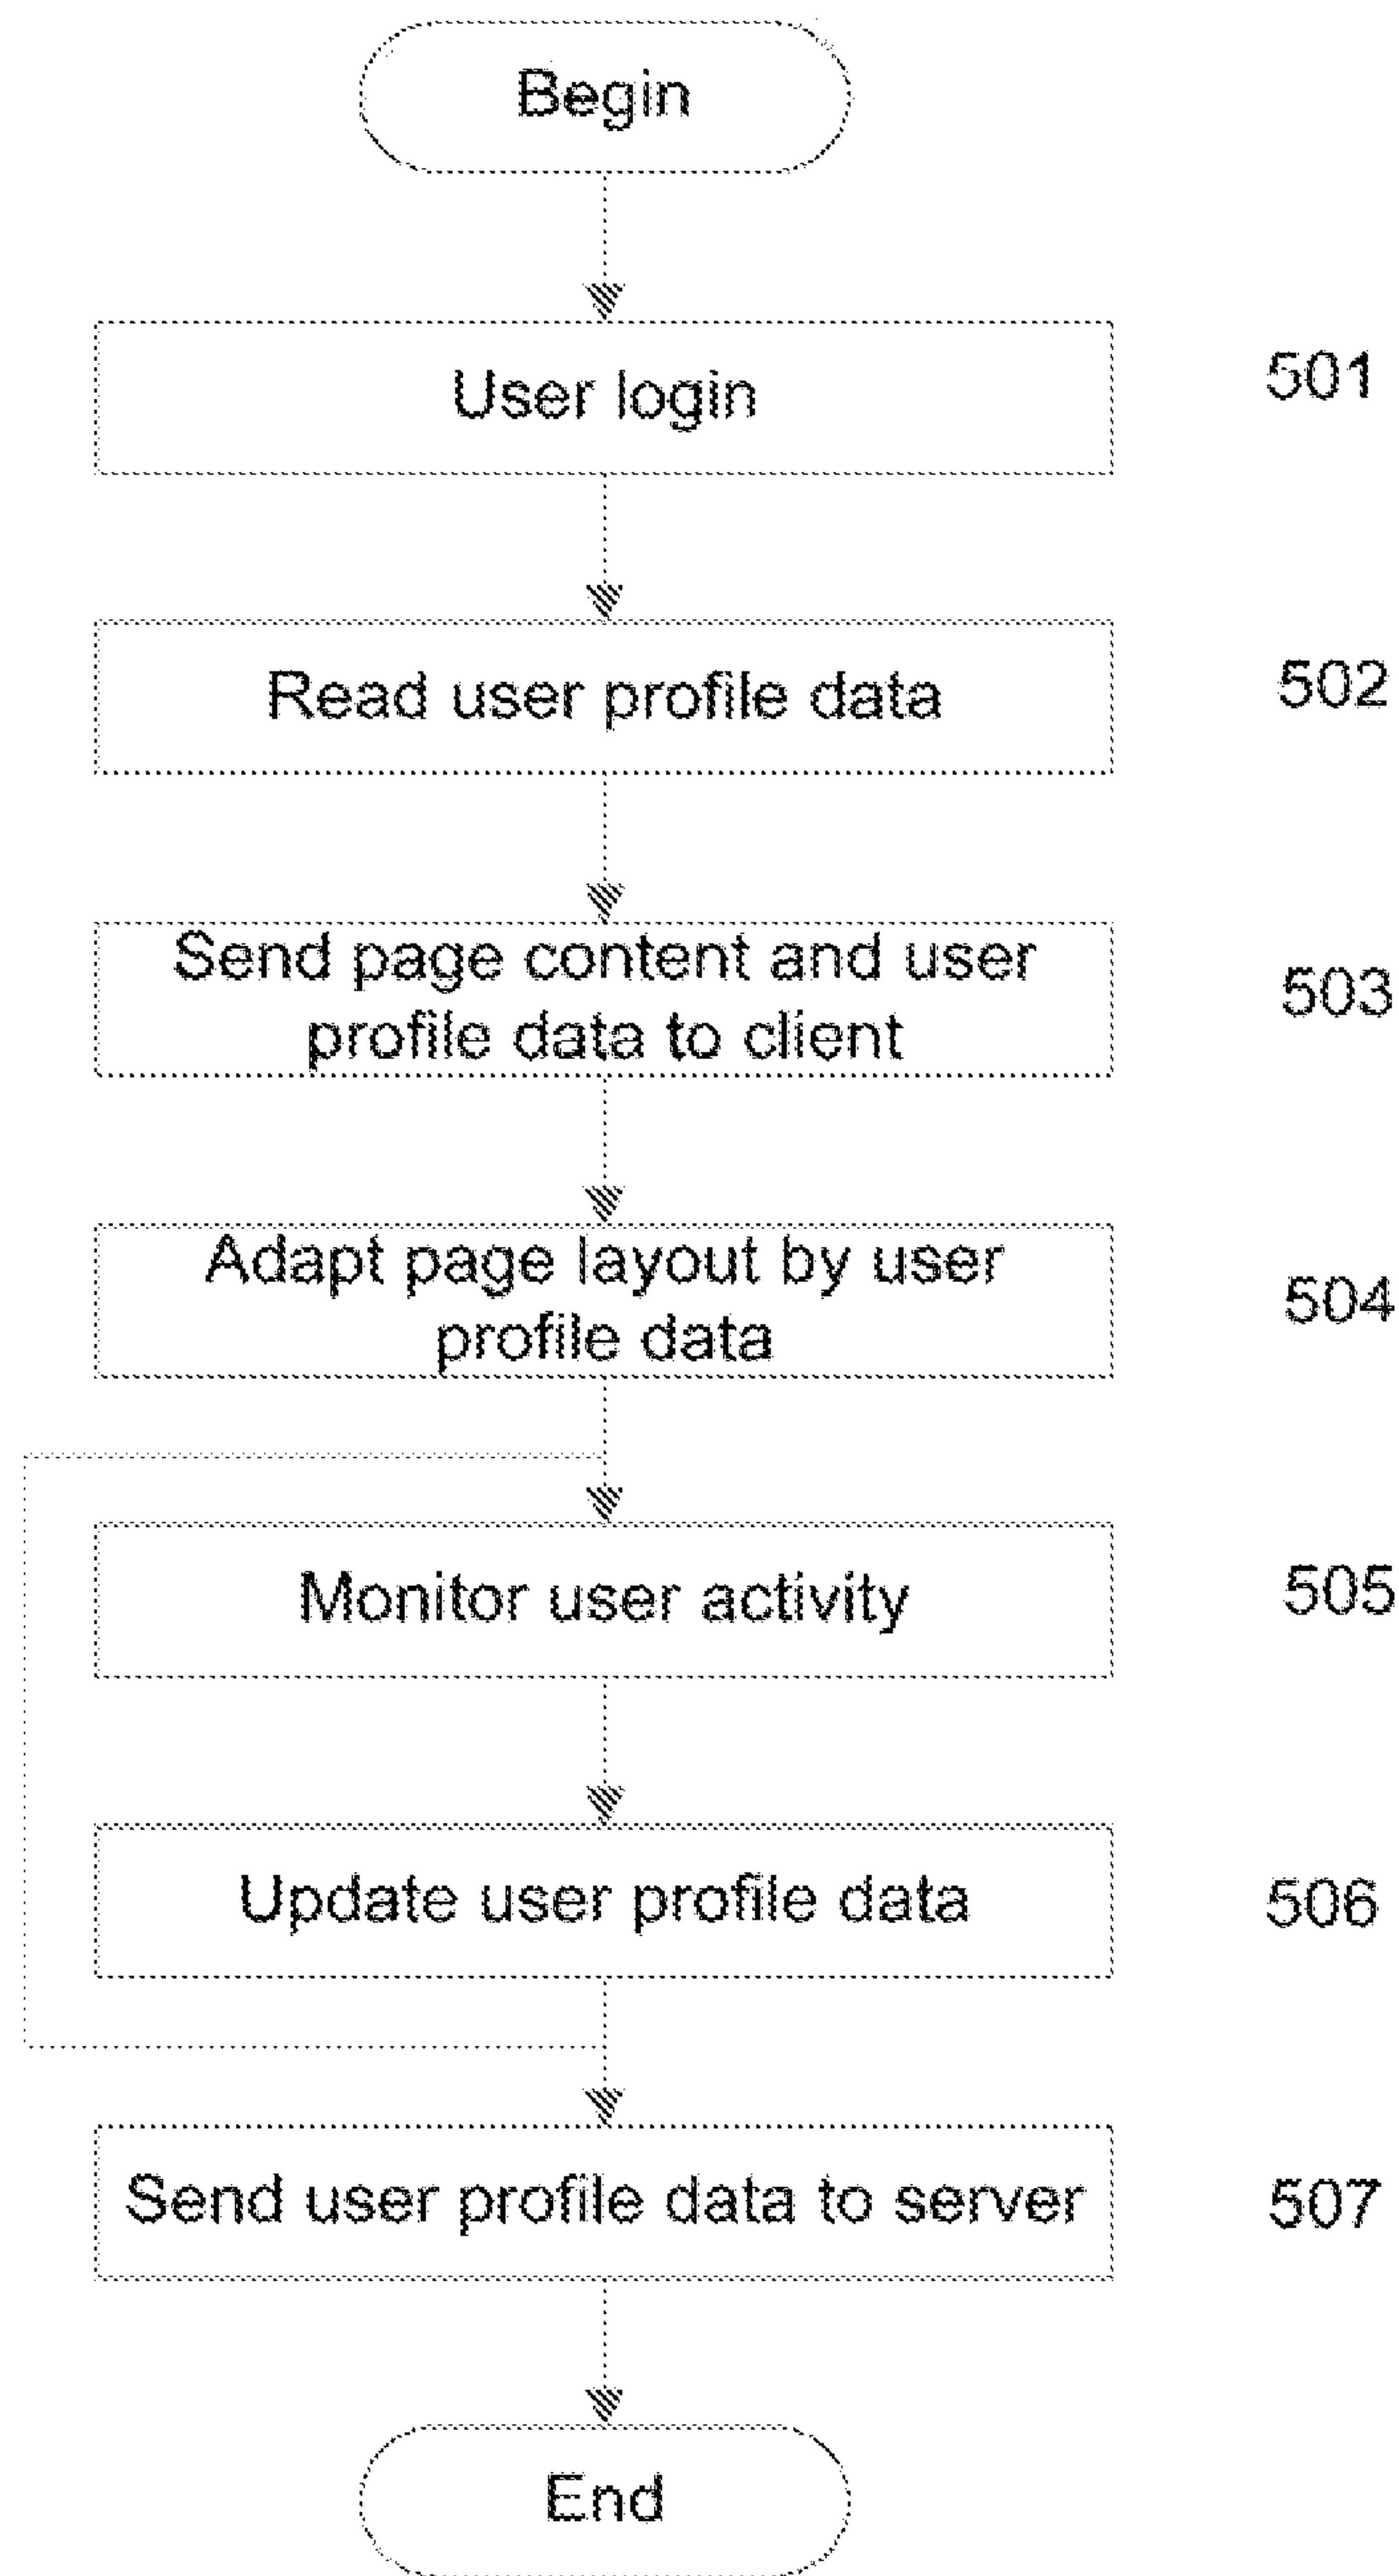 Begin
User login
501
Read user profile data
502
Send page content and user
profile data to client
503
Adapt page layout by user
profile data
504
Monitor user activity
505
Update user profile data
506
Send user profile data to server
507
End